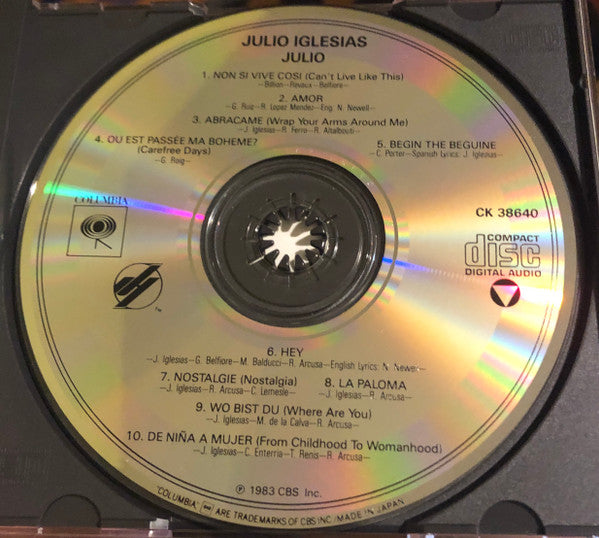 JULIO IGLESIAS
JULIO
1. NON SI VIVE COSI (Can't Live Like This)
—Billion—Revaux—Belfiore—
2. AMOR
—G. Ruiz—R. Lopez Mendez—Eng. N. Newell—
3. ABRACAME (Wrap Your Arms Around Me)
—J. Iglesias—R. Ferro—R. Altalbouti—
4. OU EST PASSÉE MA BOHEME?
(Carefree Days)
—G. Roig—
5. BEGIN THE BEGUINE
—C. Porter—Spanish Lyrics: J. Iglesias—
COLUMBIA
CK 38640
COMPACT
disc
DIGITAL AUDIO
TM
6. HEY
—J. Iglesias—G. Belfiore—M. Balducci—R. Arcusa—English Lyrics: N. Newell—
7. NOSTALGIE (Nostalgia)
—J. Iglesias—R. Arcusa—C. Lemesle—
8. LA PALOMA
—J. Iglesias—R. Arcusa—
9. WO BIST DU (Where Are You)
—J. Iglesias—M. de la Calva—R. Arcusa—
10. DE NIÑA A MUJER (From Childhood To Womanhood)
—J. Iglesias—C. Enterria—T. Renis—R. Arcusa—
℗ 1983 CBS Inc.
"COLUMBIA," ARE TRADEMARKS OF CBS INC./MADE IN JAPAN